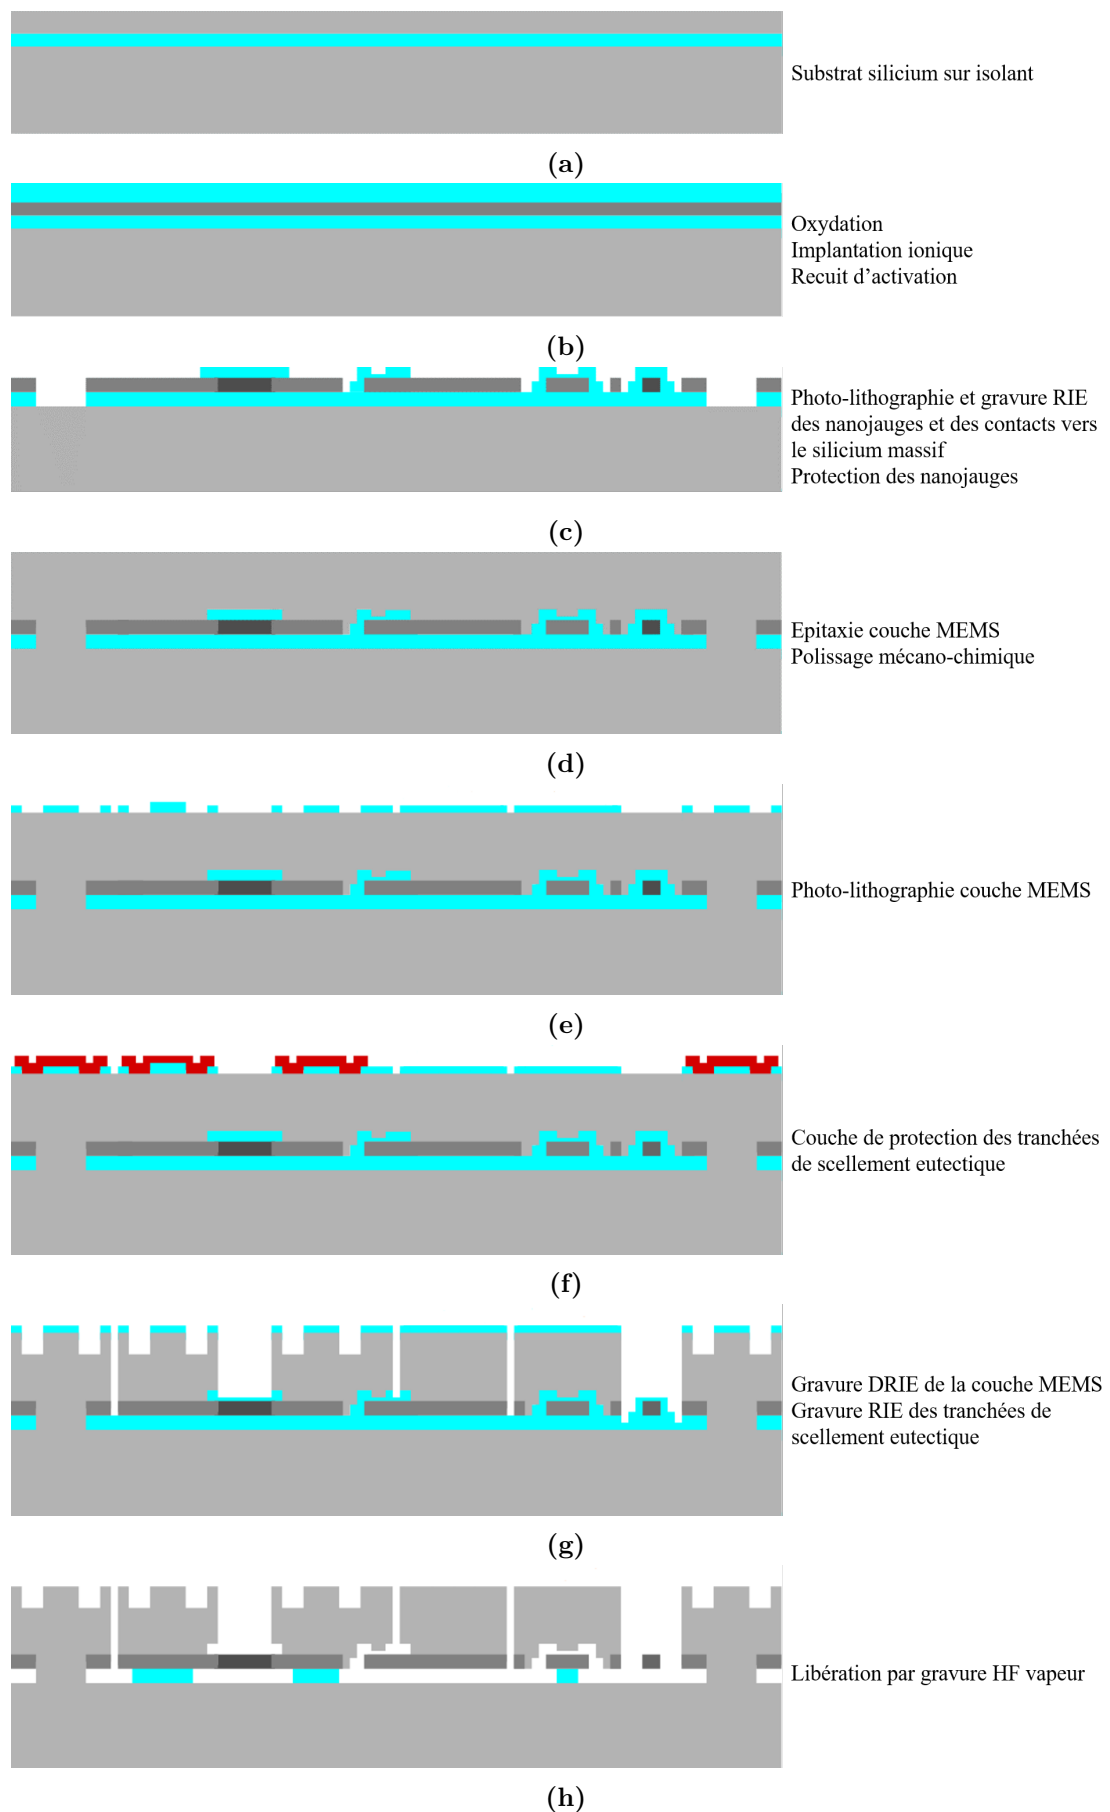 Substrat silicium sur isolant
(a)
Oxydation
Implantation ionique
Recuit d’activation
(b)
Photo-lithographie et gravure RIE
des nanojauges et des contacts vers
le silicium massif
Protection des nanojauges
(c)
Epitaxie couche MEMS
Polissage mécano-chimique
(d)
Photo-lithographie couche MEMS
(e)
Couche de protection des tranchées
de scellement eutectique
(f)
Gravure DRIE de la couche MEMS
Gravure RIE des tranchées de
scellement eutectique
(g)
Libération par gravure HF vapeur
(h)